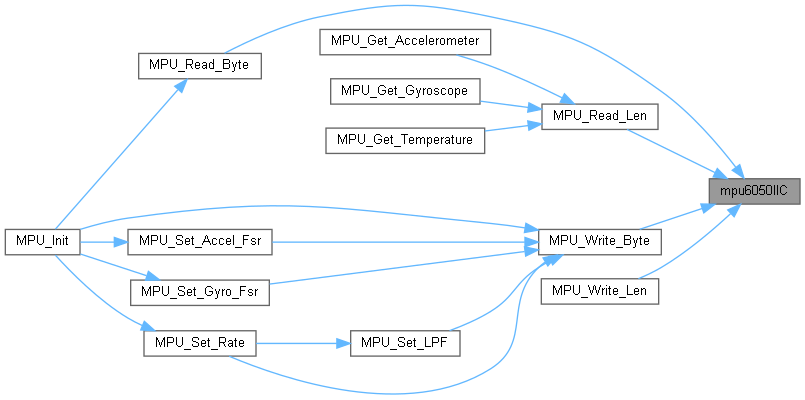 MPU_Get_Accelerometer
MPU_Read_Byte
MPU_Get_Gyroscope
MPU_Read_Len
MPU_Get_Temperature
mpu6050IIC
MPU_Init
MPU_Set_Accel_Fsr
MPU_Write_Byte
MPU_Set_Gyro_Fsr
MPU_Write_Len
MPU_Set_Rate
MPU_Set_LPF